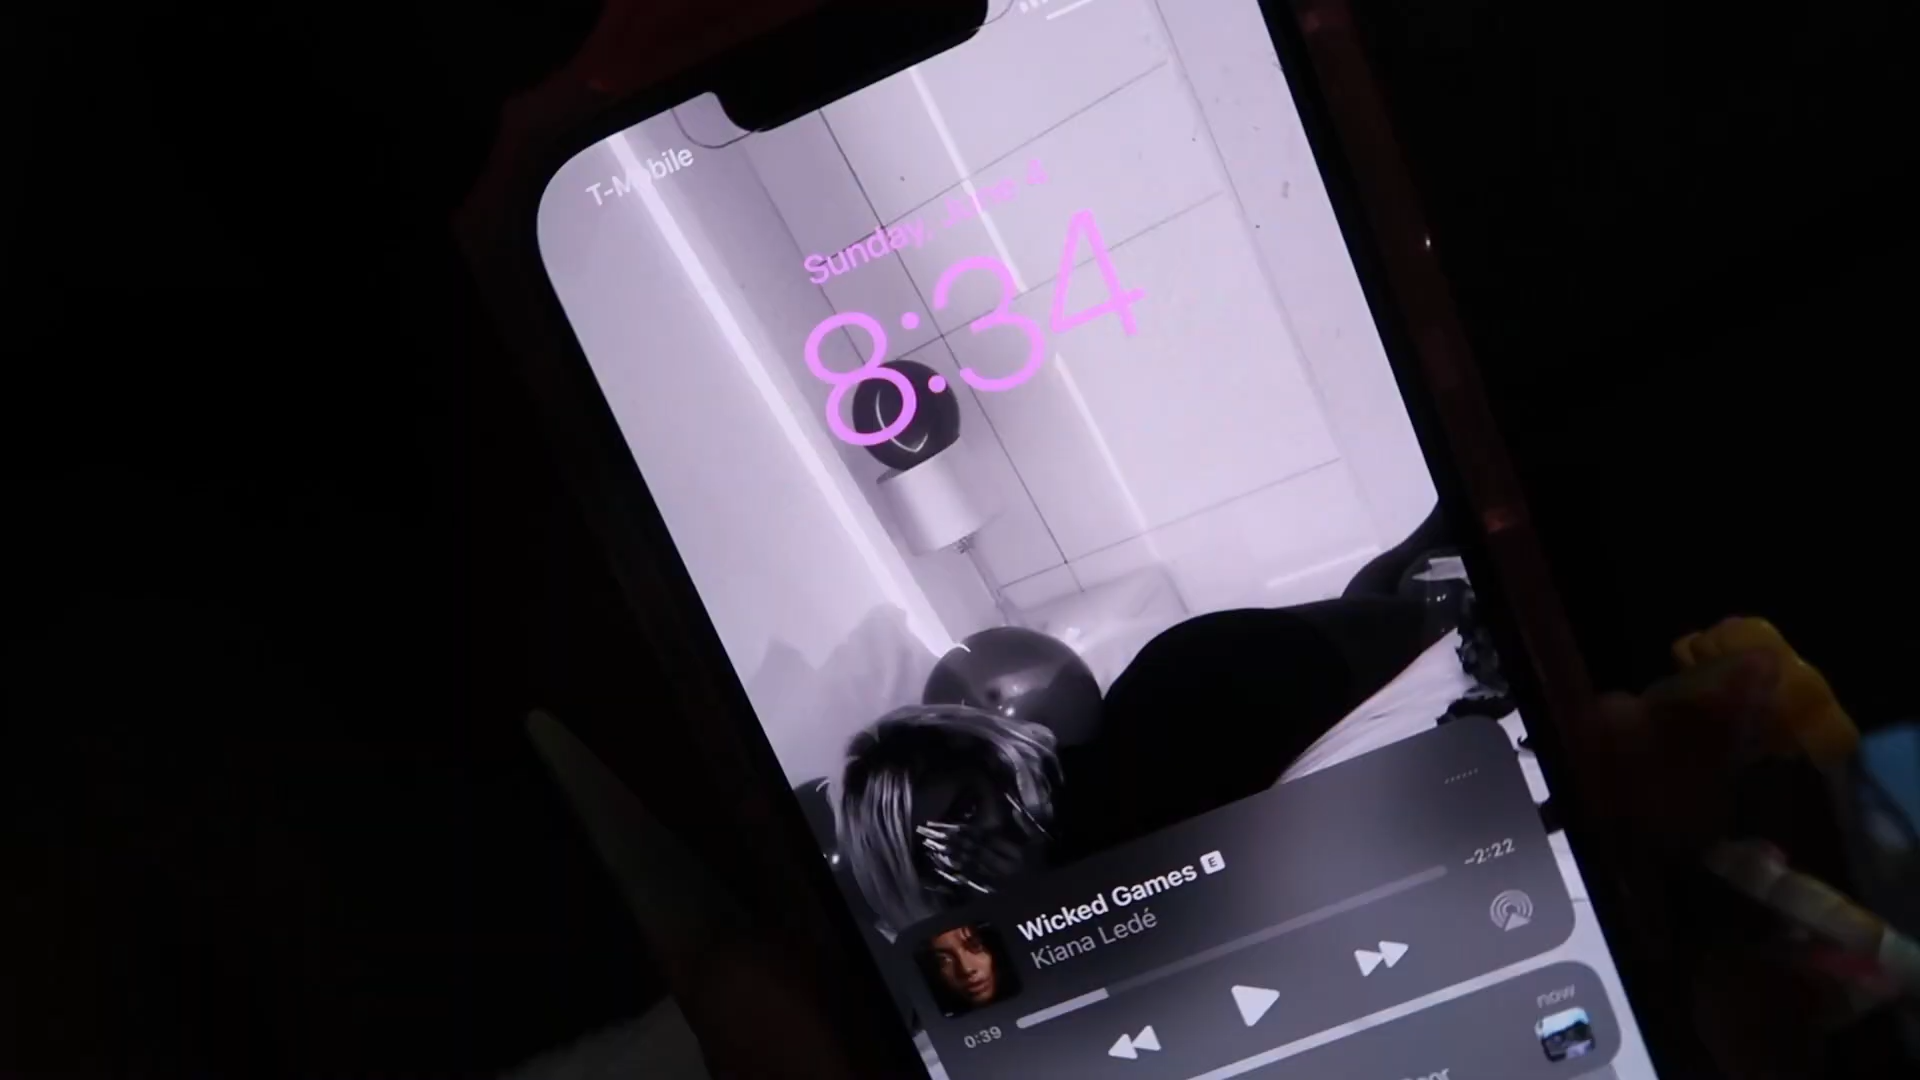 T-Mobile
Sunday, June 4
8:34
Wicked Games E
Kiana Ledé
0:39
-2:22
now